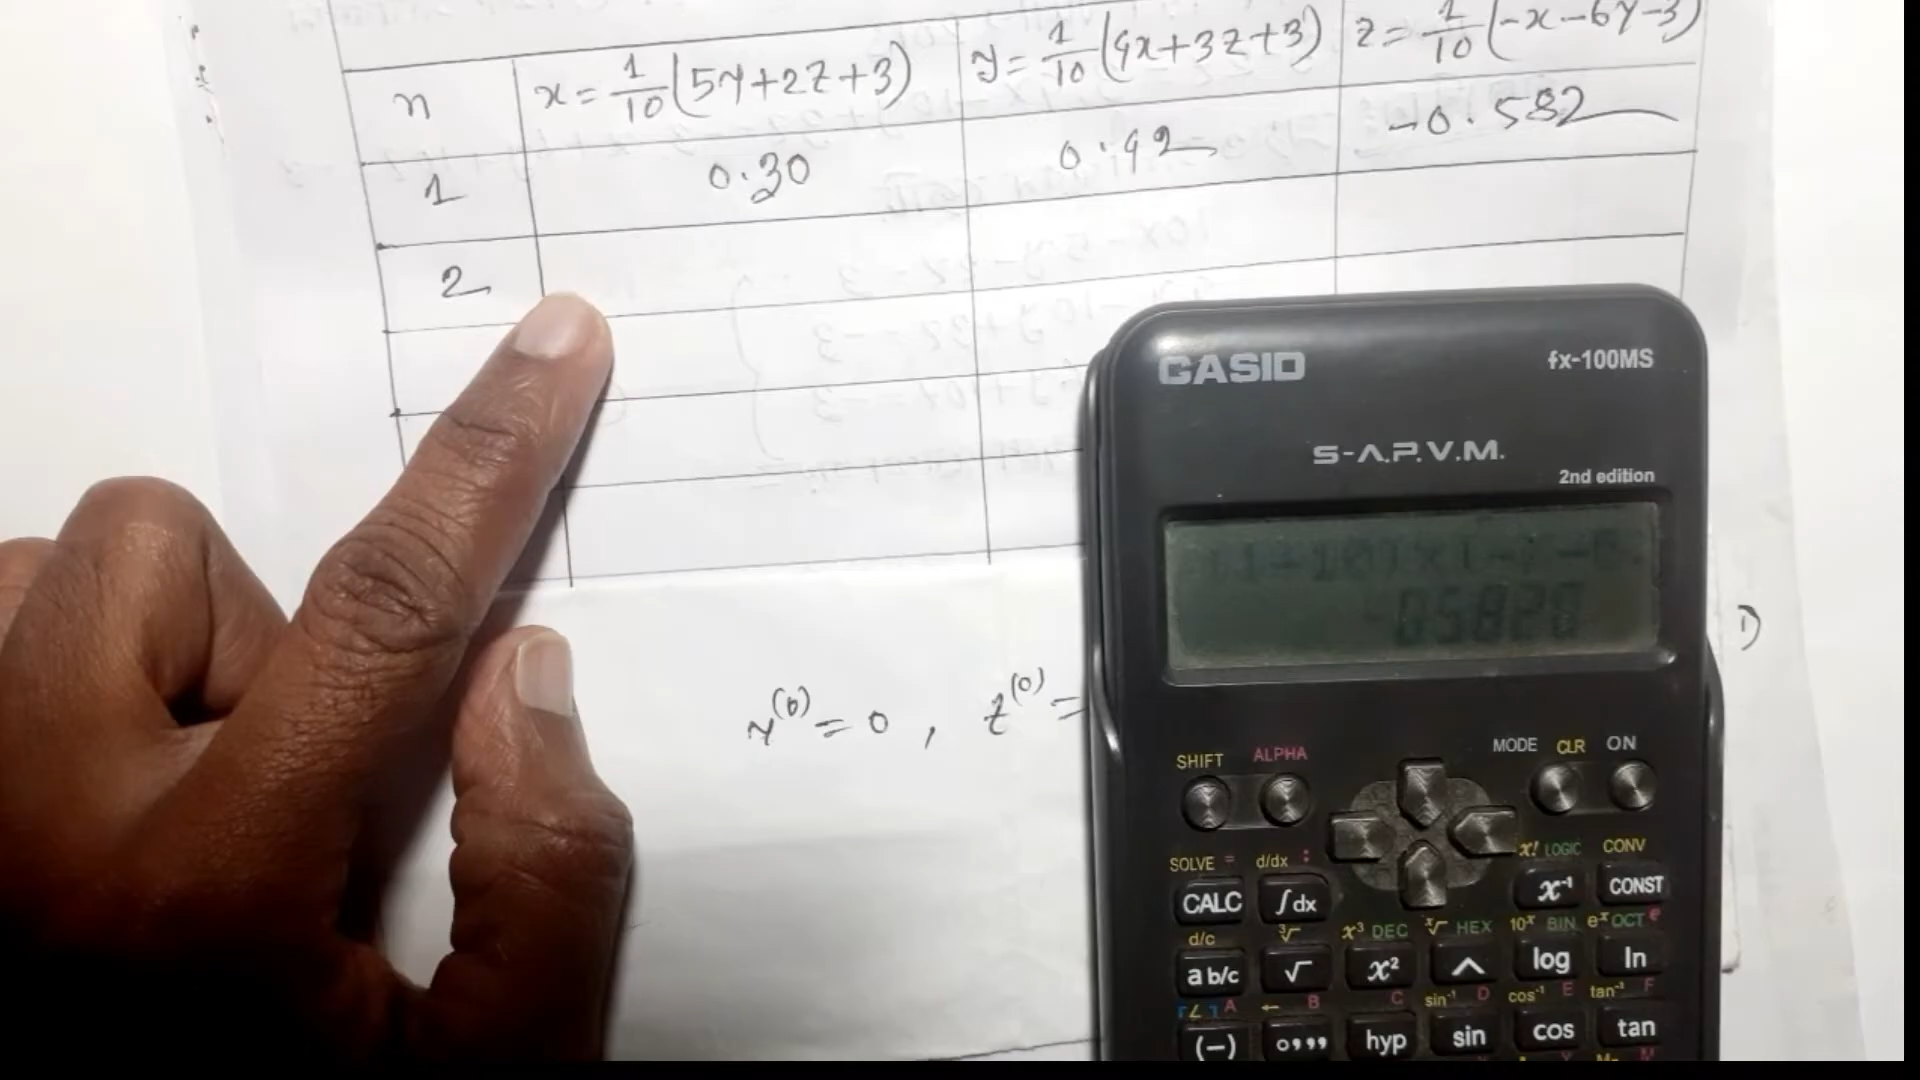 n x = 1/10 (5y+2z+3) y = 1/10 (4x+3z+3) z = 1/10 (-x-6y-3)
1 0.30 0.42 -0.582
2
y^(0) = 0 , z^(0) =
1)
CASIO fx-100MS
S-A.P.V.M.
2nd edition
-0.5820
SHIFT ALPHA MODE CLR ON
SOLVE = d/dx : x! LOGIC CONV
CALC ∫dx x⁻¹ CONST
d/c ³√ x³ DEC ˣ√ HEX 10ˣ BIN eˣ OCT e
a b/c √ x² ^ log ln
∠ A ← B C sin⁻¹ D cos⁻¹ E tan⁻¹ F
(-) o,,, hyp sin cos tan